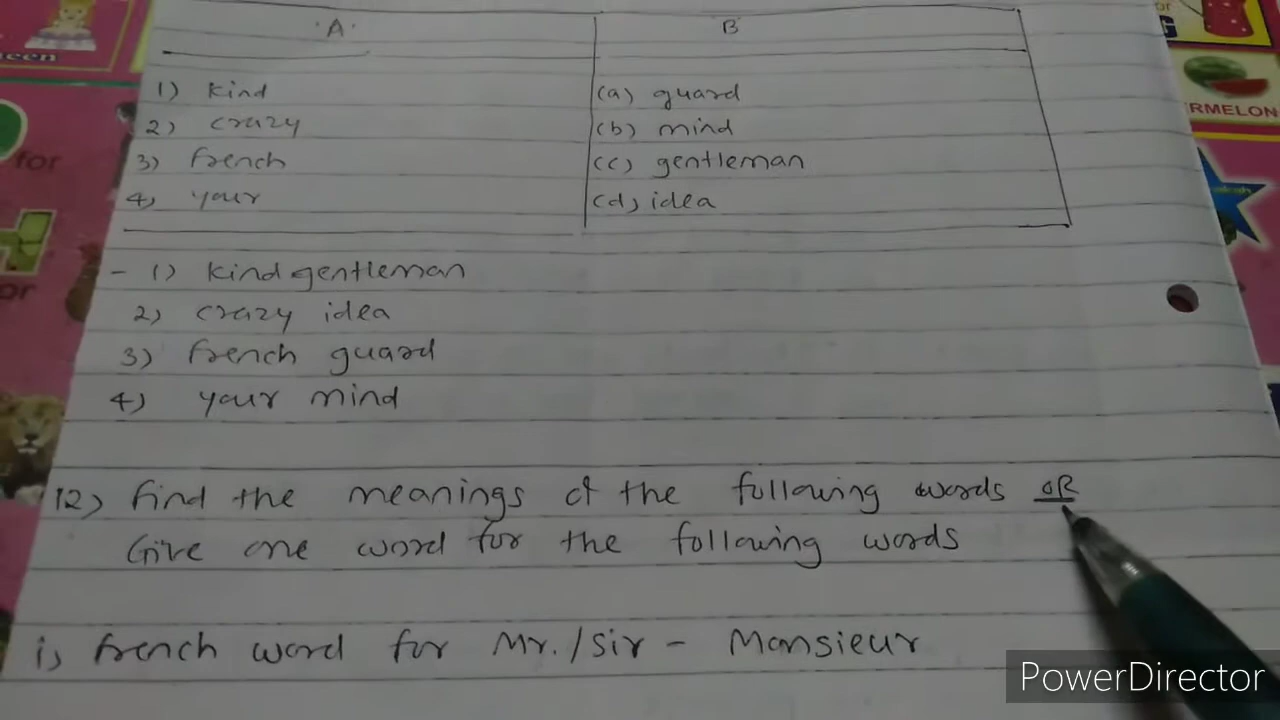 'A'
B
1) kind
(a) guard
2) crazy
(b) mind
3) french
(c) gentleman
4) your
(d) idea
- 1) kind gentleman
2) crazy idea
3) french guard
4) your mind
12) Find the meanings of the following words OR
Give one word for the following words
i) french word for Mr./Sir - Monsieur
PowerDirector
RMELON
for